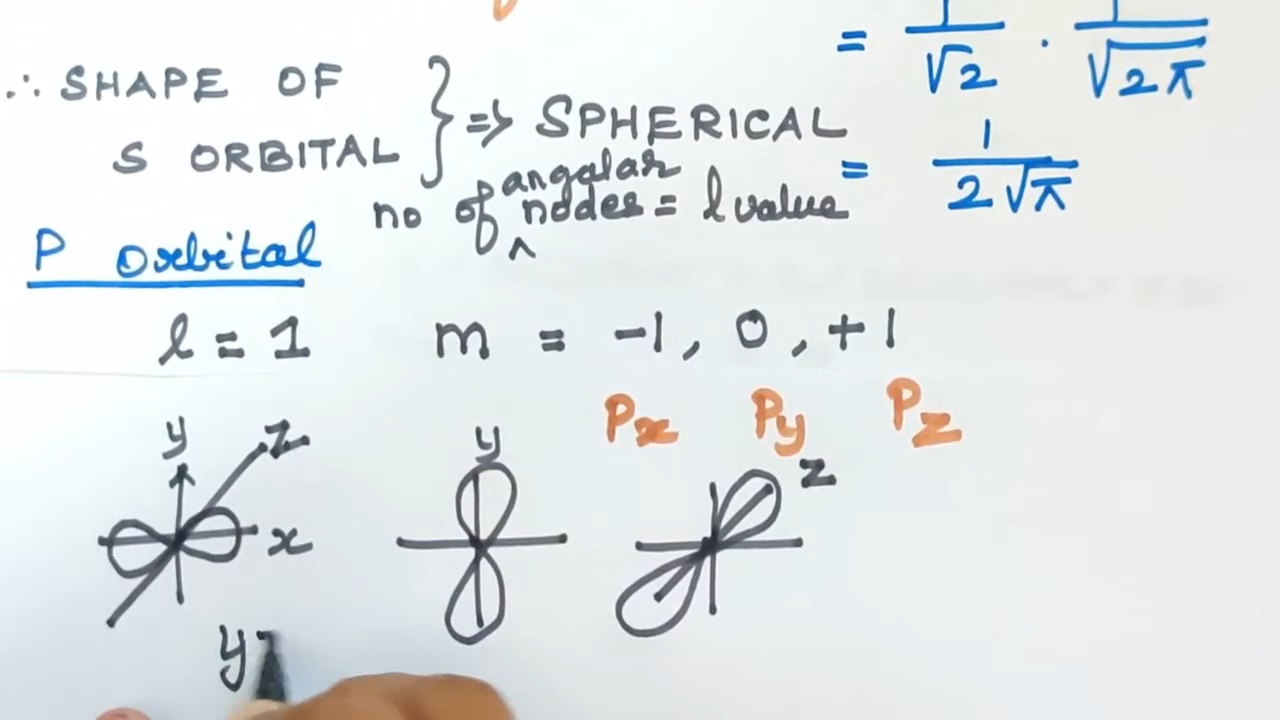 = 1/√2 · 1/√2π
∴ SHAPE OF
S ORBITAL } => SPHERICAL
= 1/2√π
no of angular nodes = l value
P Orbital
l = 1 m = -1, 0, +1
Px Py Pz
y z x
y
z
y